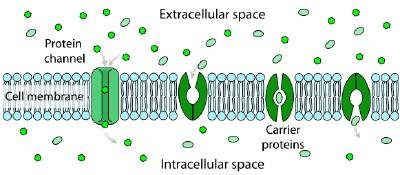 Extracellular space
Protein
channel
Cell membrane
Carrier
proteins
Intracellular space